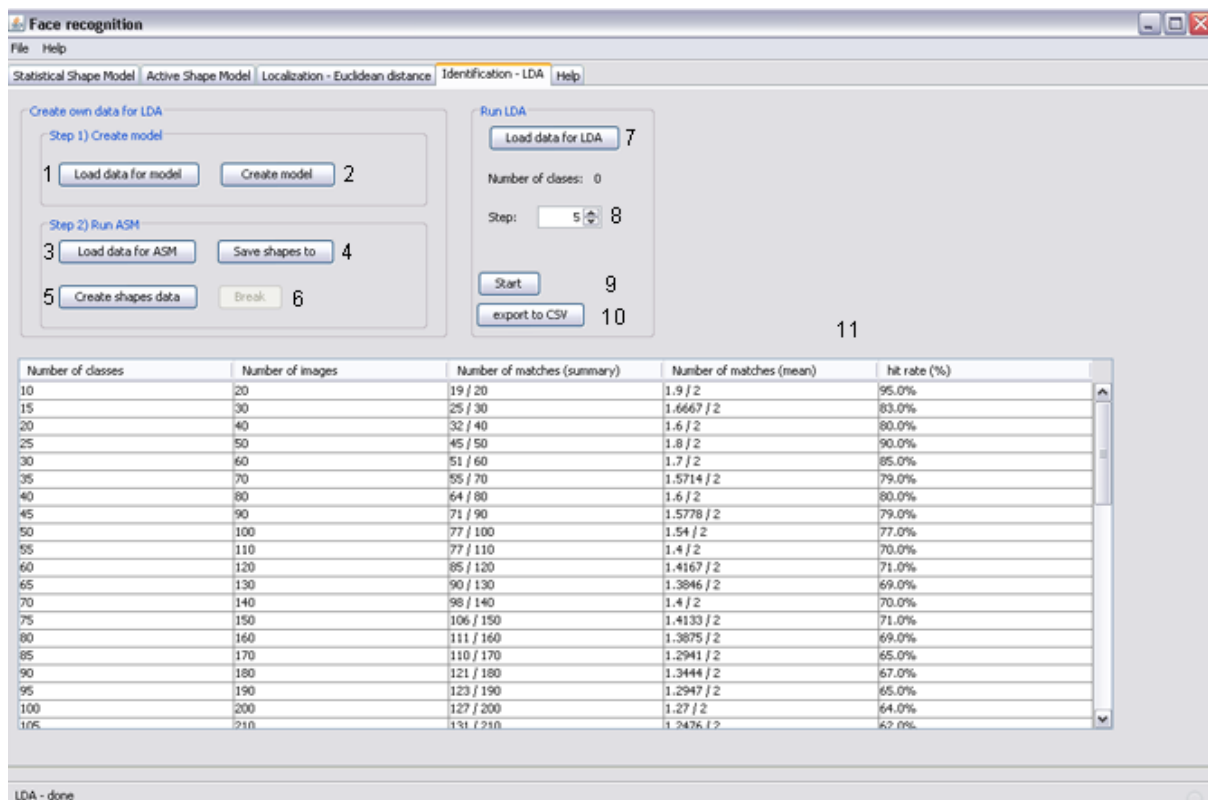 Face recognition
File Help
Statistical Shape Model Active Shape Model Localization - Euclidean distance Identification - LDA Help
Create own data for LDA
Step 1) Create model
1 Load data for model Create model 2
Step 2) Run ASM
3 Load data for ASM Save shapes to 4
5 Create shapes data Break 6
Run LDA
Load data for LDA 7
Number of clases: 0
Step: 5 8
Start 9
export to CSV 10
11
Number of classes Number of images Number of matches (summary) Number of matches (mean) hit rate (%)
10 20 19 / 20 1.9 / 2 95.0%
15 30 25 / 30 1.6667 / 2 83.0%
20 40 32 / 40 1.6 / 2 80.0%
25 50 45 / 50 1.8 / 2 90.0%
30 60 51 / 60 1.7 / 2 85.0%
35 70 55 / 70 1.5714 / 2 79.0%
40 80 64 / 80 1.6 / 2 80.0%
45 90 71 / 90 1.5778 / 2 79.0%
50 100 77 / 100 1.54 / 2 77.0%
55 110 77 / 110 1.4 / 2 70.0%
60 120 85 / 120 1.4167 / 2 71.0%
65 130 90 / 130 1.3846 / 2 69.0%
70 140 98 / 140 1.4 / 2 70.0%
75 150 106 / 150 1.4133 / 2 71.0%
80 160 111 / 160 1.3875 / 2 69.0%
85 170 110 / 170 1.2941 / 2 65.0%
90 180 121 / 180 1.3444 / 2 67.0%
95 190 123 / 190 1.2947 / 2 65.0%
100 200 127 / 200 1.27 / 2 64.0%
105 210 131 / 210 1.2476 / 2 62.0%
LDA - done